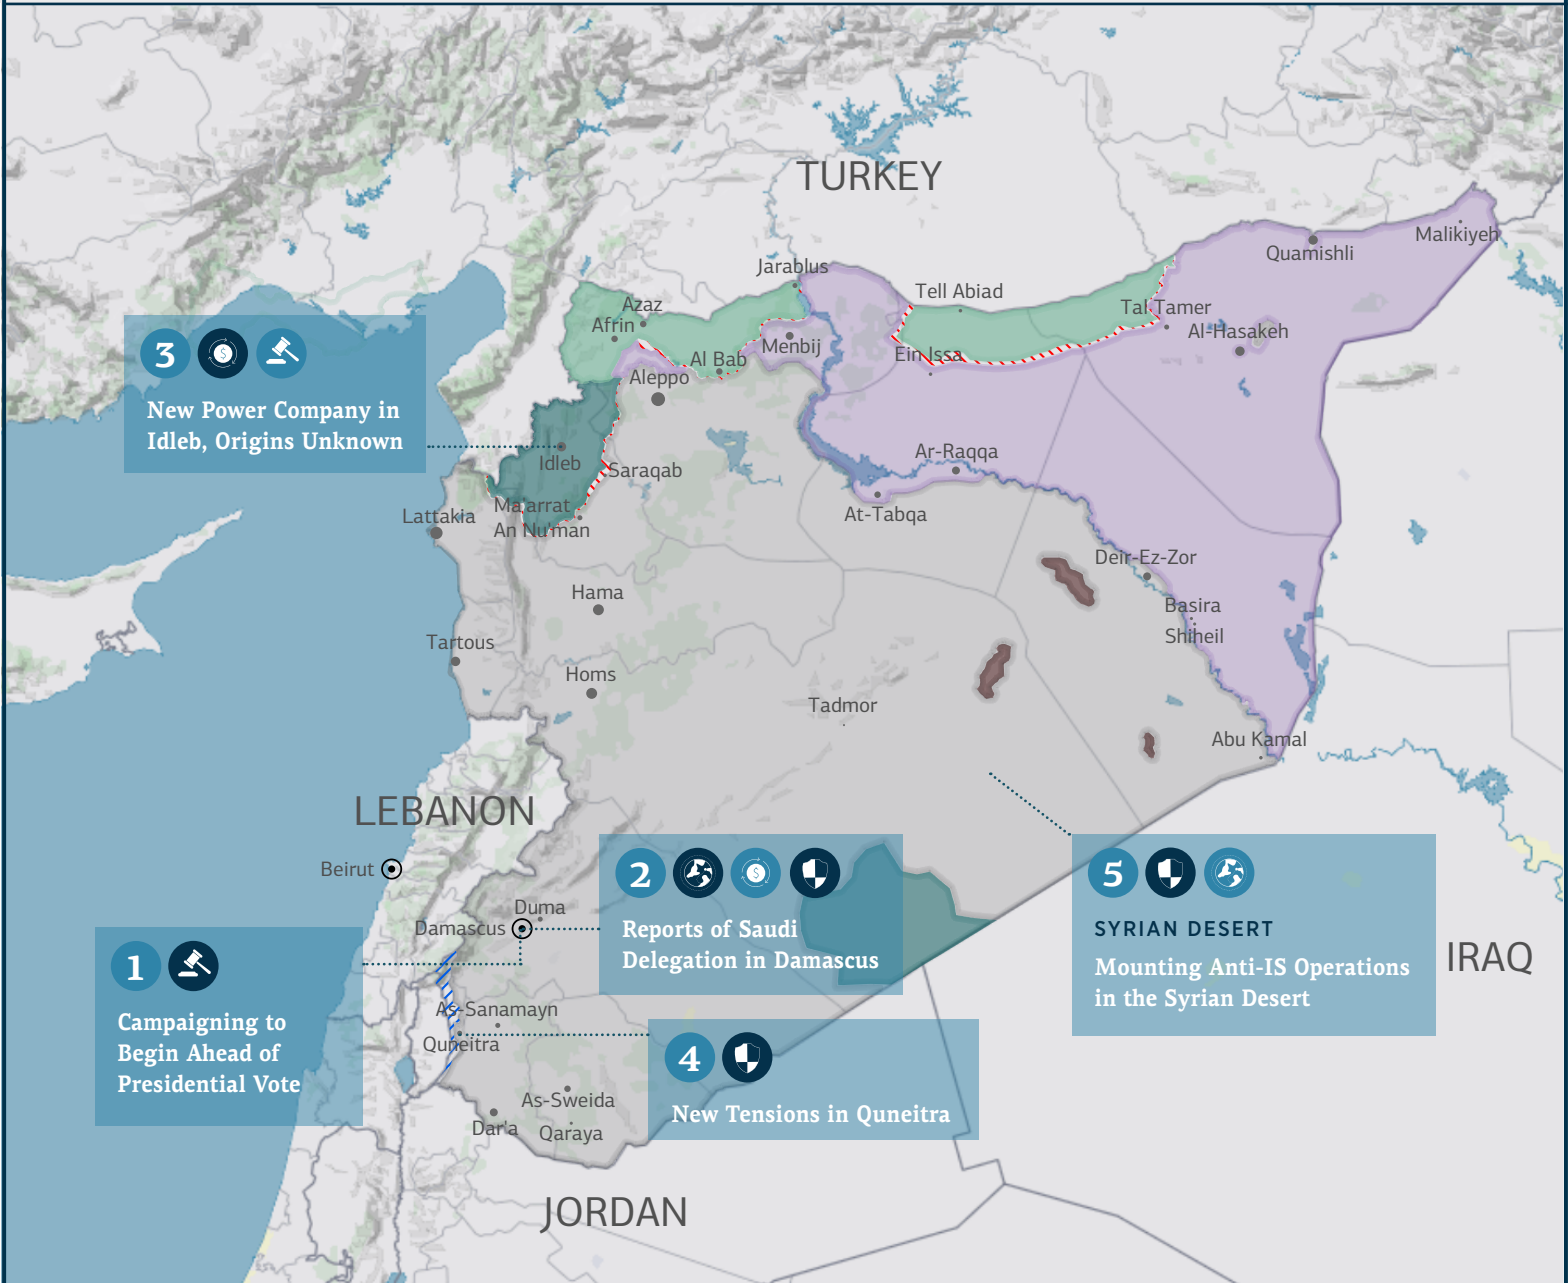 TURKEY
Malikiyeh
Quamishli
Jarablus
Tell Abiad
Azaz
Tal Tamer
Afrin
Al-Hasakeh
Menbij
Ein Issa
Al Bab
Aleppo
3
$
New Power Company in
Idleb, Origins Unknown
Idleb
Saraqab
Ar-Raqqa
Ma'arrat
An Nu'man
At-Tabqa
Lattakia
Deir-Ez-Zor
Hama
Basira
Shiheil
Tartous
Homs
Tadmor
Abu Kamal
LEBANON
Beirut
Duma
Damascus
2
$
Reports of Saudi
Delegation in Damascus
5
SYRIAN DESERT
Mounting Anti-IS Operations
in the Syrian Desert
IRAQ
1
Campaigning to
Begin Ahead of
Presidential Vote
As-Sanamayn
Quneitra
4
New Tensions in Quneitra
As-Sweida
Dar'a
Qaraya
JORDAN